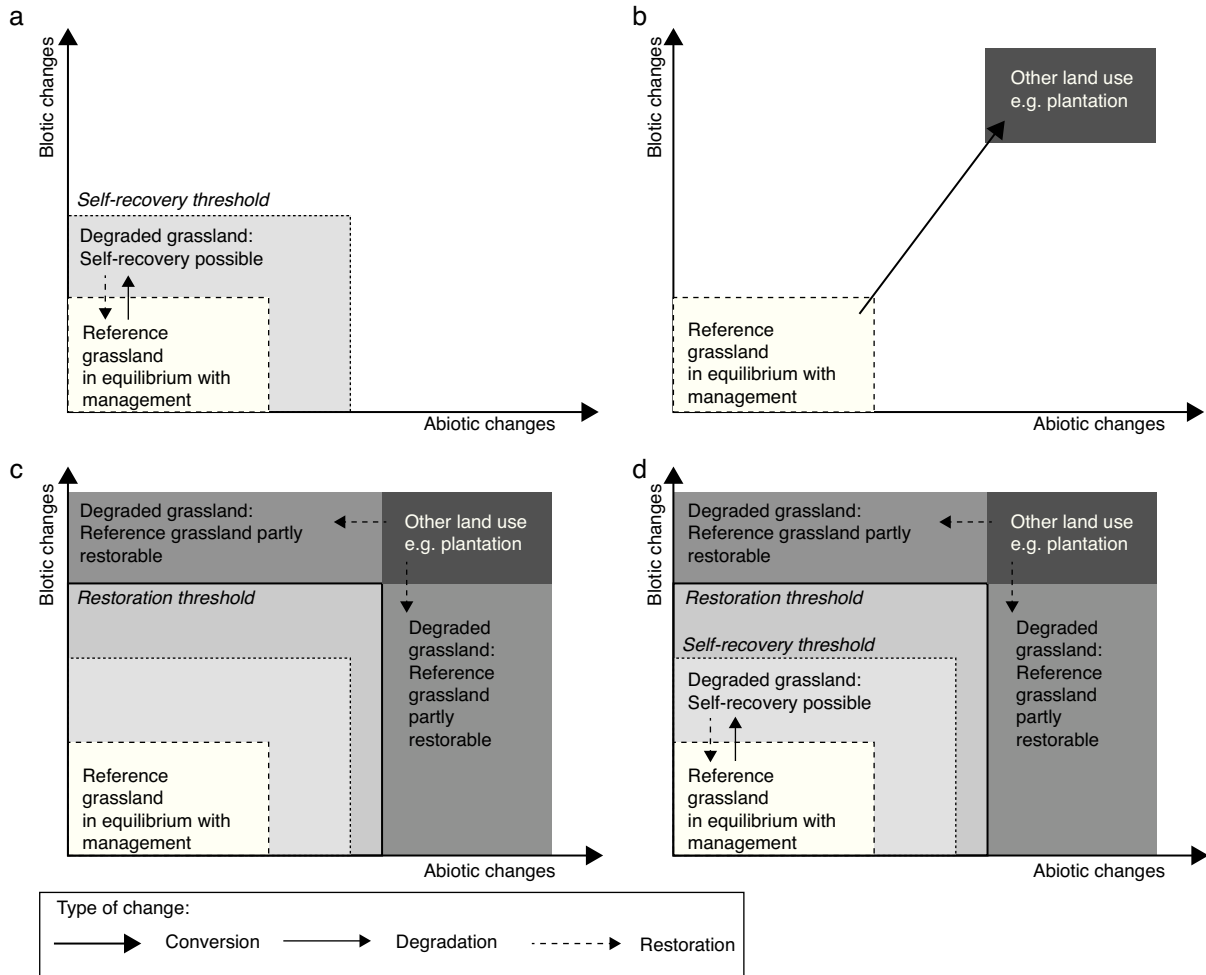 a
Biotic changes
Self-recovery threshold
Degraded grassland:
Self-recovery possible
Reference
grassland
in equilibrium with
management
Abiotic changes
b
Biotic changes
Other land use
e.g. plantation
Reference
grassland
in equilibrium with
management
Abiotic changes
c
Biotic changes
Degraded grassland:
Reference grassland partly
restorable
Other land use
e.g. plantation
Restoration threshold
Degraded
grassland:
Reference
grassland
partly
restorable
Reference
grassland
in equilibrium with
management
Abiotic changes
d
Biotic changes
Degraded grassland:
Reference grassland partly
restorable
Other land use
e.g. plantation
Restoration threshold
Self-recovery threshold
Degraded grassland:
Self-recovery possible
Degraded
grassland:
Reference
grassland
partly
restorable
Reference
grassland
in equilibrium with
management
Abiotic changes
Type of change:
Conversion
Degradation
Restoration